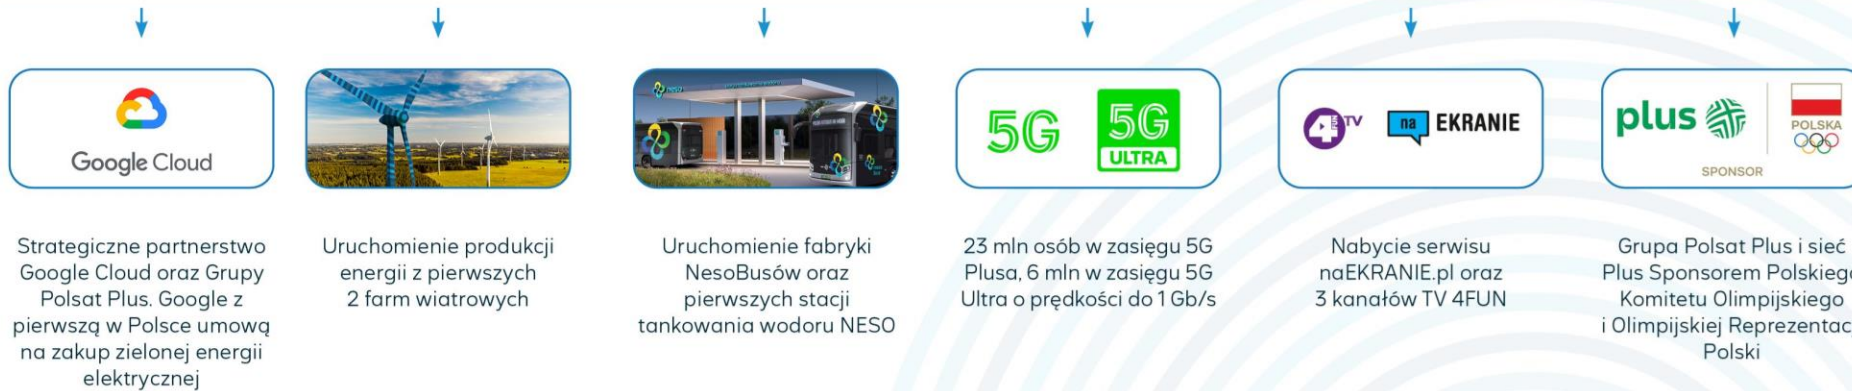 Google Cloud
neso
5G
5G
ULTRA
4FUN TV
na EKRANIE
plus
POLSKA
SPONSOR
Strategiczne partnerstwo
Google Cloud oraz Grupy
Polsat Plus. Google z
pierwszą w Polsce umową
na zakup zielonej energii
elektrycznej
Uruchomienie produkcji
energii z pierwszych
2 farm wiatrowych
Uruchomienie fabryki
NesoBusów oraz
pierwszych stacji
tankowania wodoru NESO
23 mln osób w zasięgu 5G
Plusa, 6 mln w zasięgu 5G
Ultra o prędkości do 1 Gb/s
Nabycie serwisu
naEKRANIE.pl oraz
3 kanałów TV 4FUN
Grupa Polsat Plus i sieć
Plus Sponsorem Polskiego
Komitetu Olimpijskiego
i Olimpijskiej Reprezentac
Polski